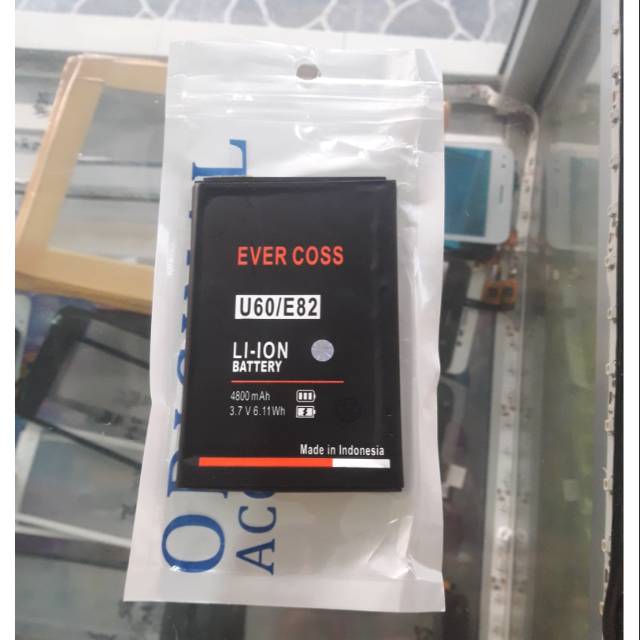 EVER COSS
U60/E82
LI-ION
BATTERY
4800 mAh
3.7 V 6.11Wh
Made in Indonesia